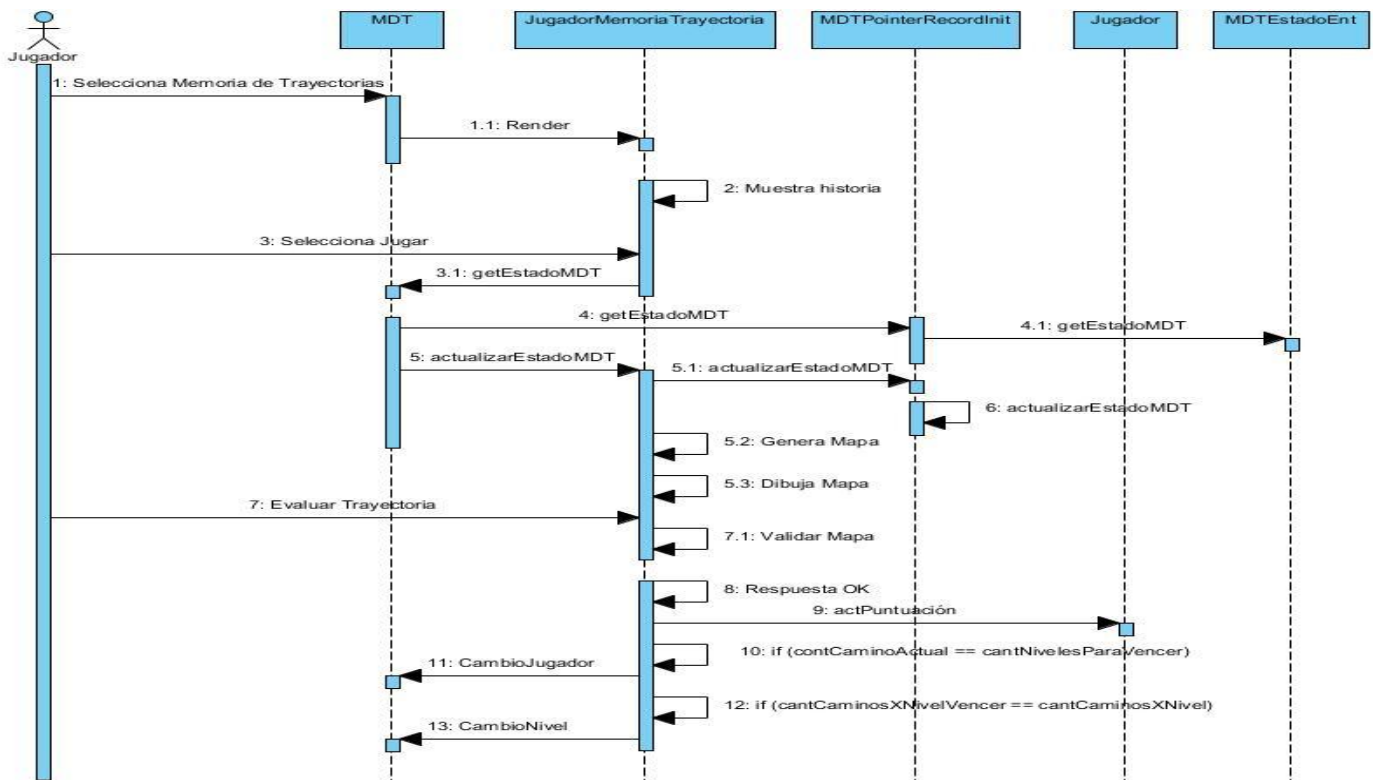 MDT
JugadorMemoriaTrayectoria
MDTPointerRecordInit
Jugador
MDTEstadoEnt
Jugador
1: Selecciona Memoria de Trayectorias
1.1: Render
2: Muestra historia
3: Selecciona Jugar
3.1: getEstadoMDT
4: getEstadoMDT
4.1: getEstadoMDT
5: actualizarEstadoMDT
5.1: actualizarEstadoMDT
6: actualizarEstadoMDT
5.2: Genera Mapa
5.3: Dibuja Mapa
7: Evaluar Trayectoria
7.1: Validar Mapa
8: Respuesta OK
9: actPuntuación
10: if (contCaminoActual == cantNivelesParaVencer)
11: CambioJugador
12: if (cantCaminosXNivelVencer == cantCaminosXNivel)
13: CambioNivel